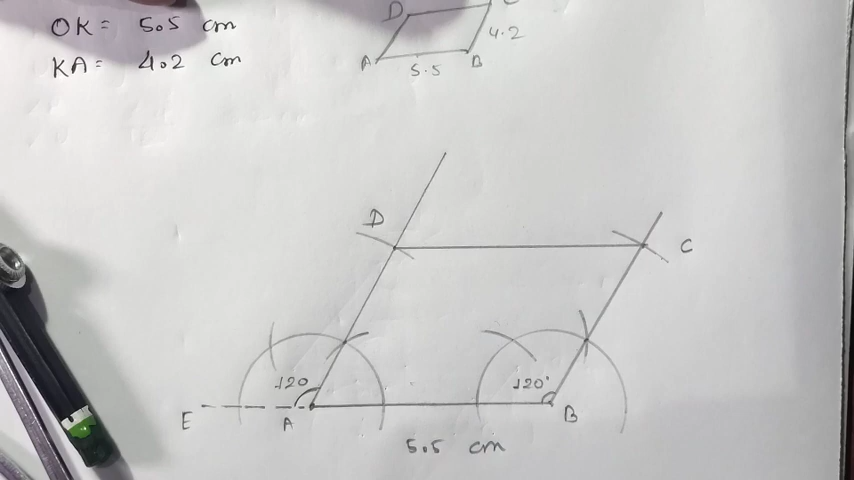 OK = 5.5 cm
KA = 4.2 cm
D
4.2
A
5.5
B
D
C
120
120°
E
A
B
5.5 cm